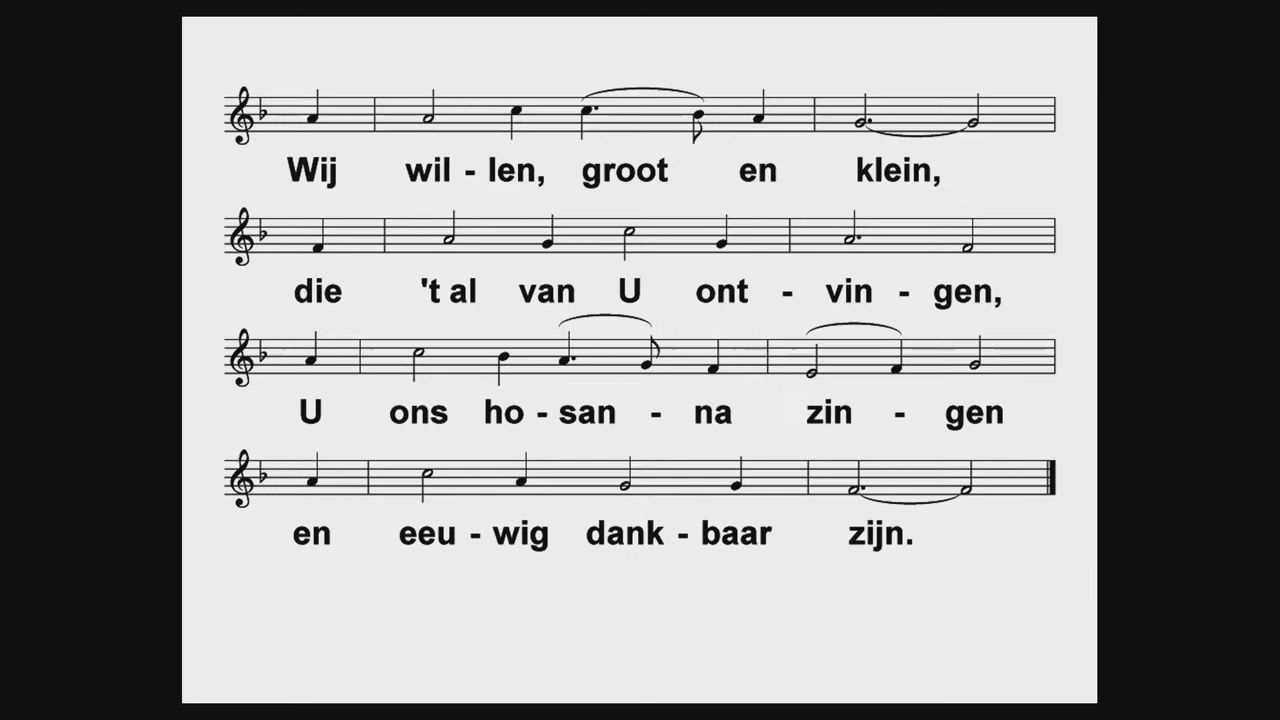 Wij wil - len, groot en klein,
die 't al van U ont - vin - gen,
U ons ho - san - na zin - gen
en eeu - wig dank - baar zijn.